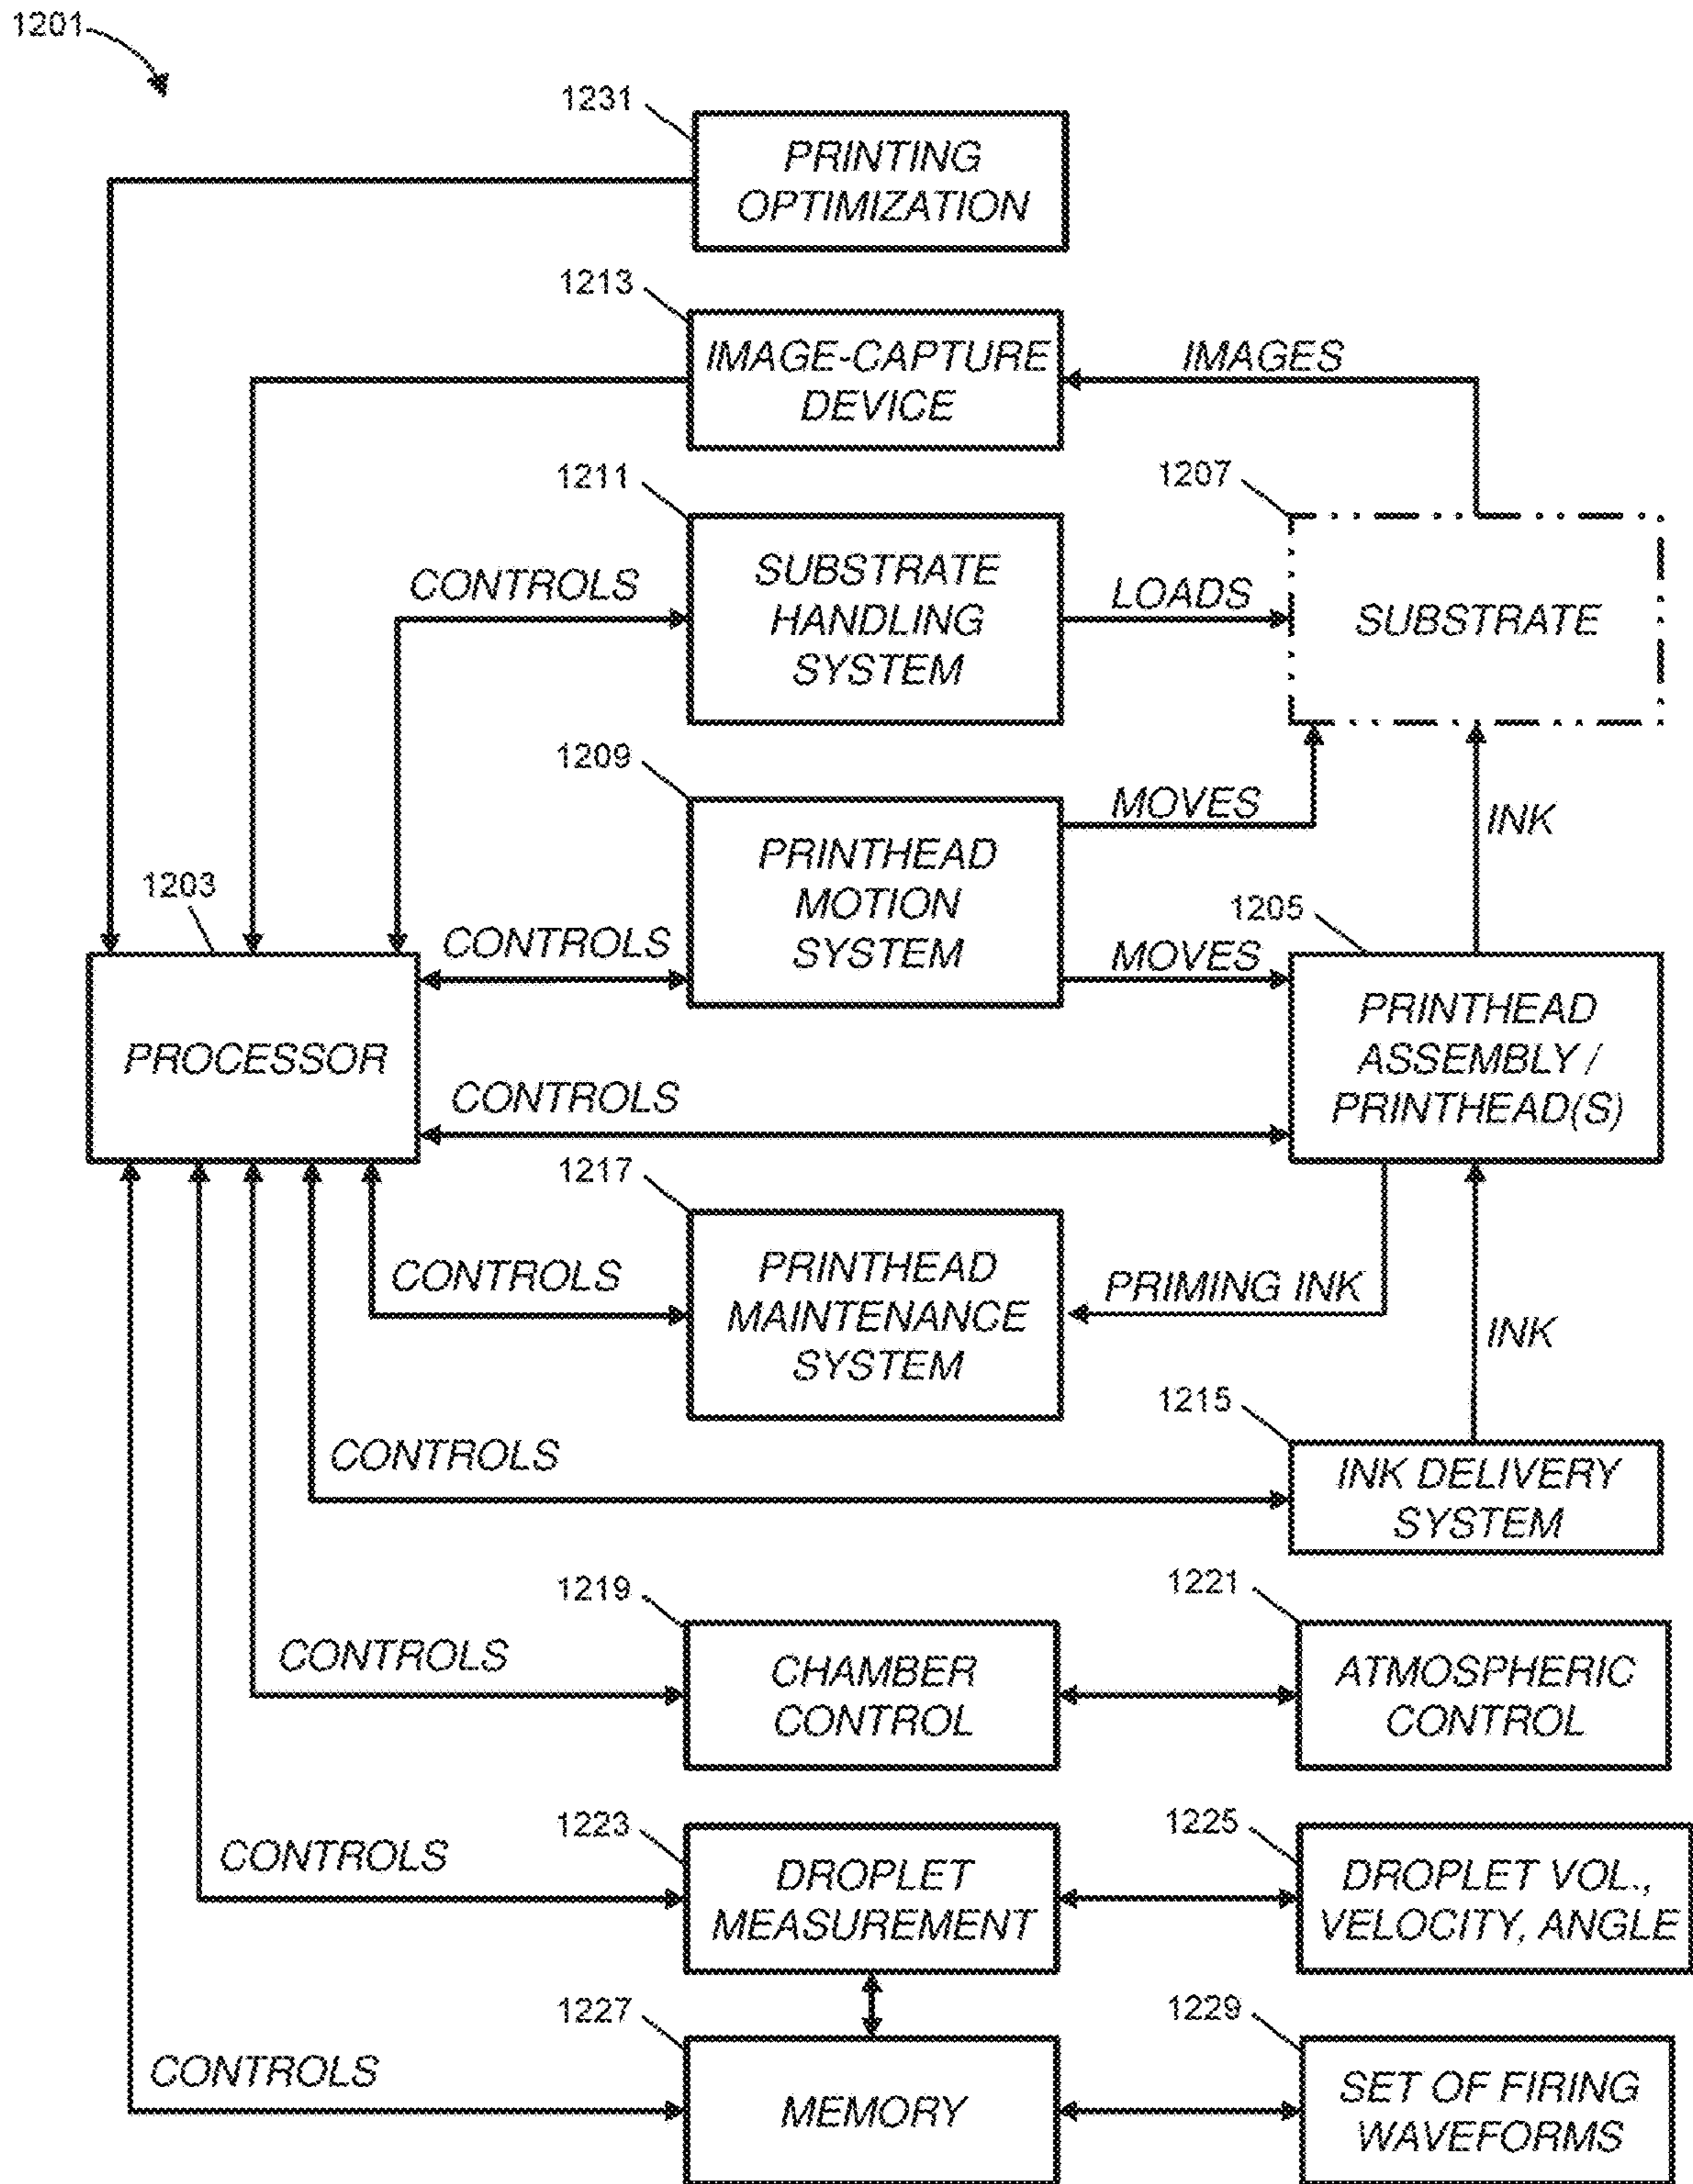 1201
1231
PRINTING
OPTIMIZATION
1213
IMAGE-CAPTURE
DEVICE
IMAGES
1211
1207
CONTROLS
SUBSTRATE
HANDLING
SYSTEM
LOADS
SUBSTRATE
1209
MOVES
INK
PRINTHEAD
MOTION
SYSTEM
1203
1205
CONTROLS
MOVES
PROCESSOR
PRINTHEAD
ASSEMBLY /
PRINTHEAD(S)
CONTROLS
1217
CONTROLS
PRINTHEAD
MAINTENANCE
SYSTEM
PRIMING INK
INK
1215
CONTROLS
INK DELIVERY
SYSTEM
1219
1221
CONTROLS
CHAMBER
CONTROL
ATMOSPHERIC
CONTROL
1223
1225
CONTROLS
DROPLET
MEASUREMENT
DROPLET VOL.,
VELOCITY, ANGLE
1227
1229
CONTROLS
MEMORY
SET OF FIRING
WAVEFORMS